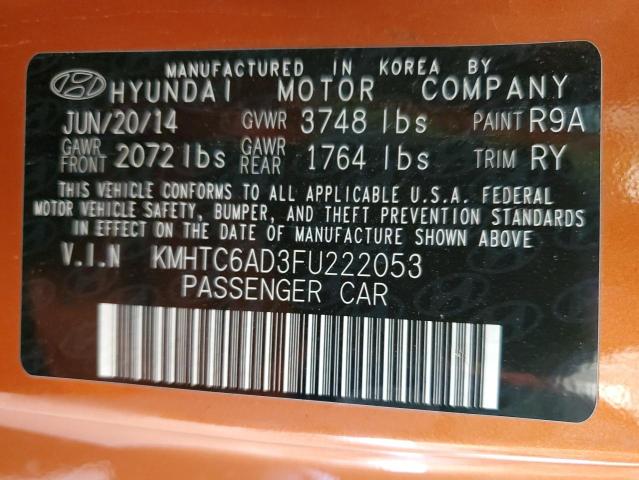 MANUFACTURED IN KOREA BY
HYUNDAI MOTOR COMPANY
JUN/20/14 GVWR 3748 lbs PAINT R9A
GAWR FRONT 2072 lbs GAWR REAR 1764 lbs TRIM RY
THIS VEHICLE CONFORMS TO ALL APPLICABLE U.S.A. FEDERAL
MOTOR VEHICLE SAFETY, BUMPER, AND THEFT PREVENTION STANDARDS
IN EFFECT ON THE DATE OF MANUFACTURE SHOWN ABOVE
V.I.N KMHTC6AD3FU222053
PASSENGER CAR